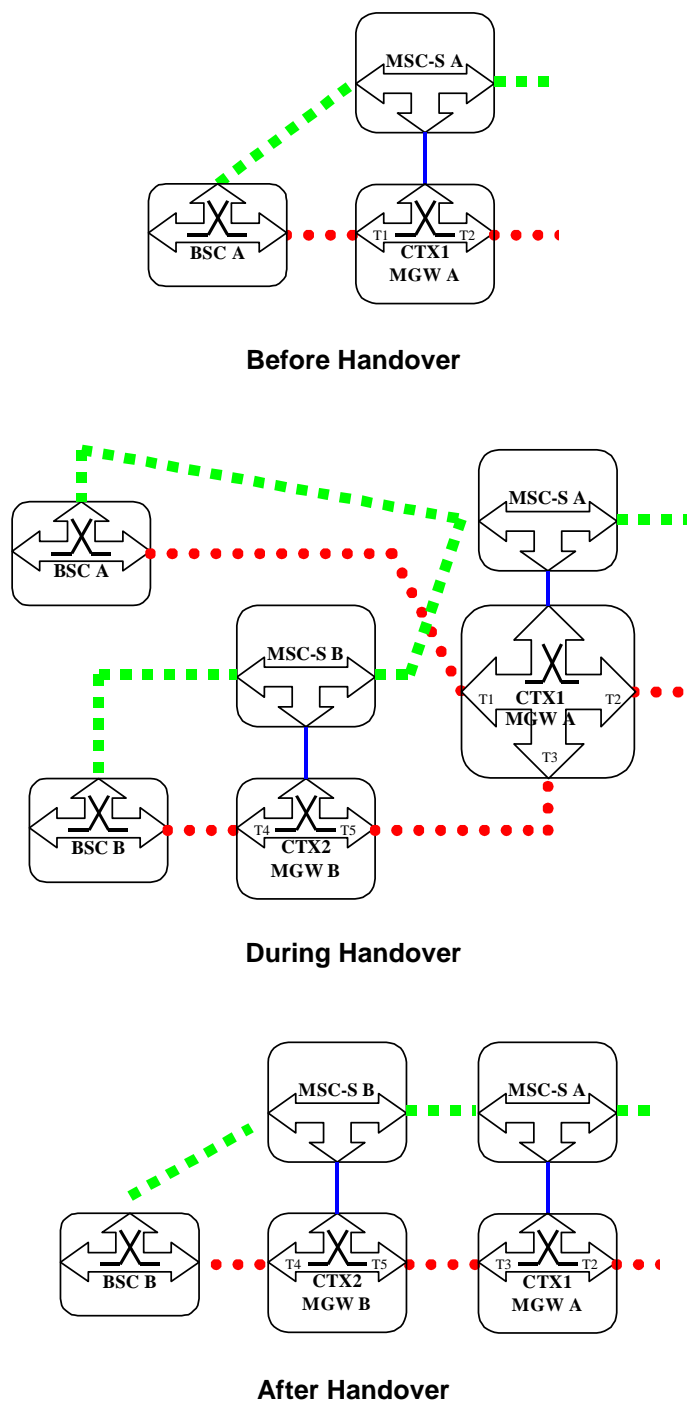 MSC-S A
BSC A
T1
CTX1
T2
MGW A
Before Handover
MSC-S A
BSC A
MSC-S B
T1
CTX1
T2
MGW A
T3
BSC B
T4
CTX2
T5
MGW B
During Handover
MSC-S B
MSC-S A
BSC B
T4
CTX2
T5
MGW B
T3
CTX1
T2
MGW A
After Handover